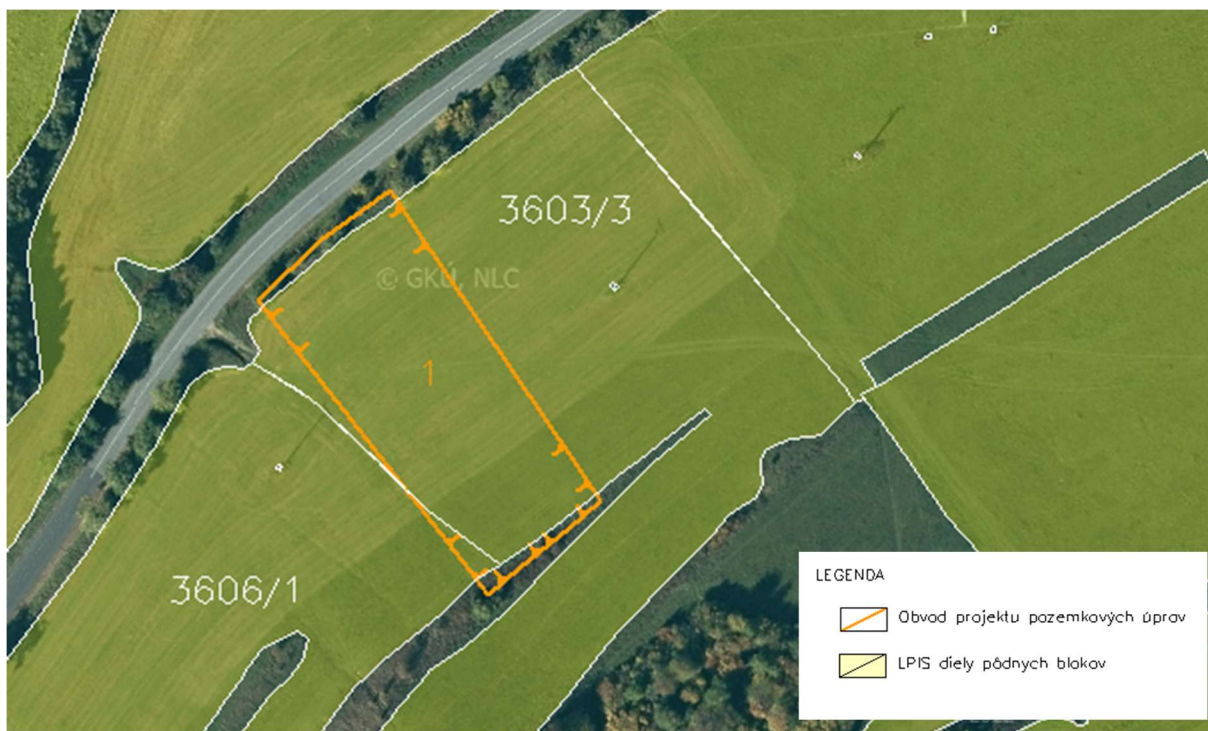 3603/3
© GKÚ, NLC
1
3606/1
LEGENDA
Obvod projektu pozemkových úprav
LPIS diely pôdnych blokov